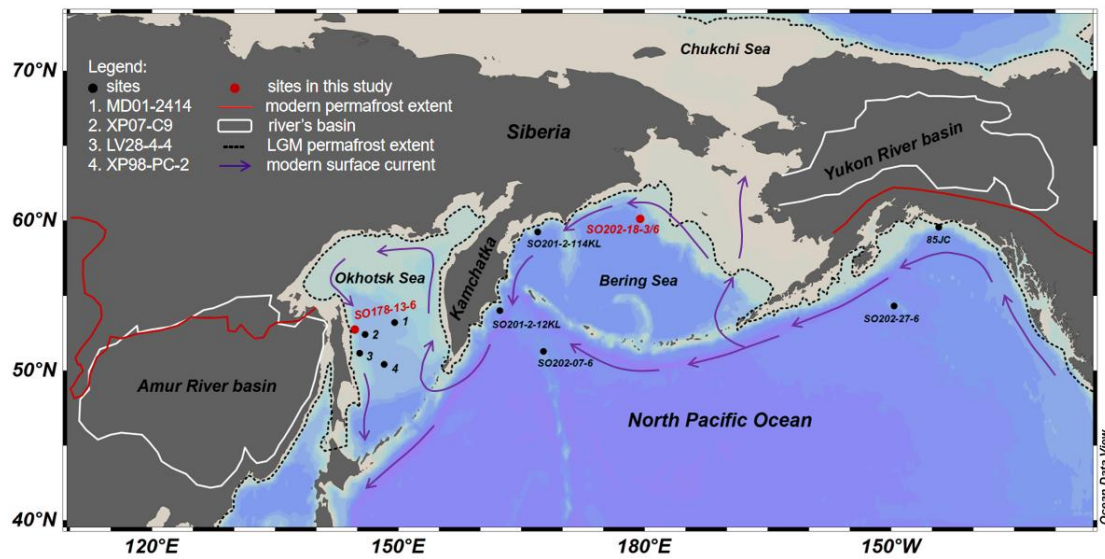 Chukchi Sea
70°N
Legend:
sites
sites in this study
1. MD01-2414
modern permafrost extent
2. XP07-C9
river's basin
3. LV28-4-4
LGM permafrost extent
4. XP98-PC-2
modern surface current
Siberia
Yukon River basin
60°N
SO201-2-114KL
SO202-18-3/6
85JC
Okhotsk Sea
Kamchatka
Bering Sea
SO178-13-6
1
2
SO201-2-12KL
SO202-27-6
3
4
SO202-07-6
50°N
Amur River basin
North Pacific Ocean
40°N
Ocean Data View
120°E
150°E
180°E
150°W